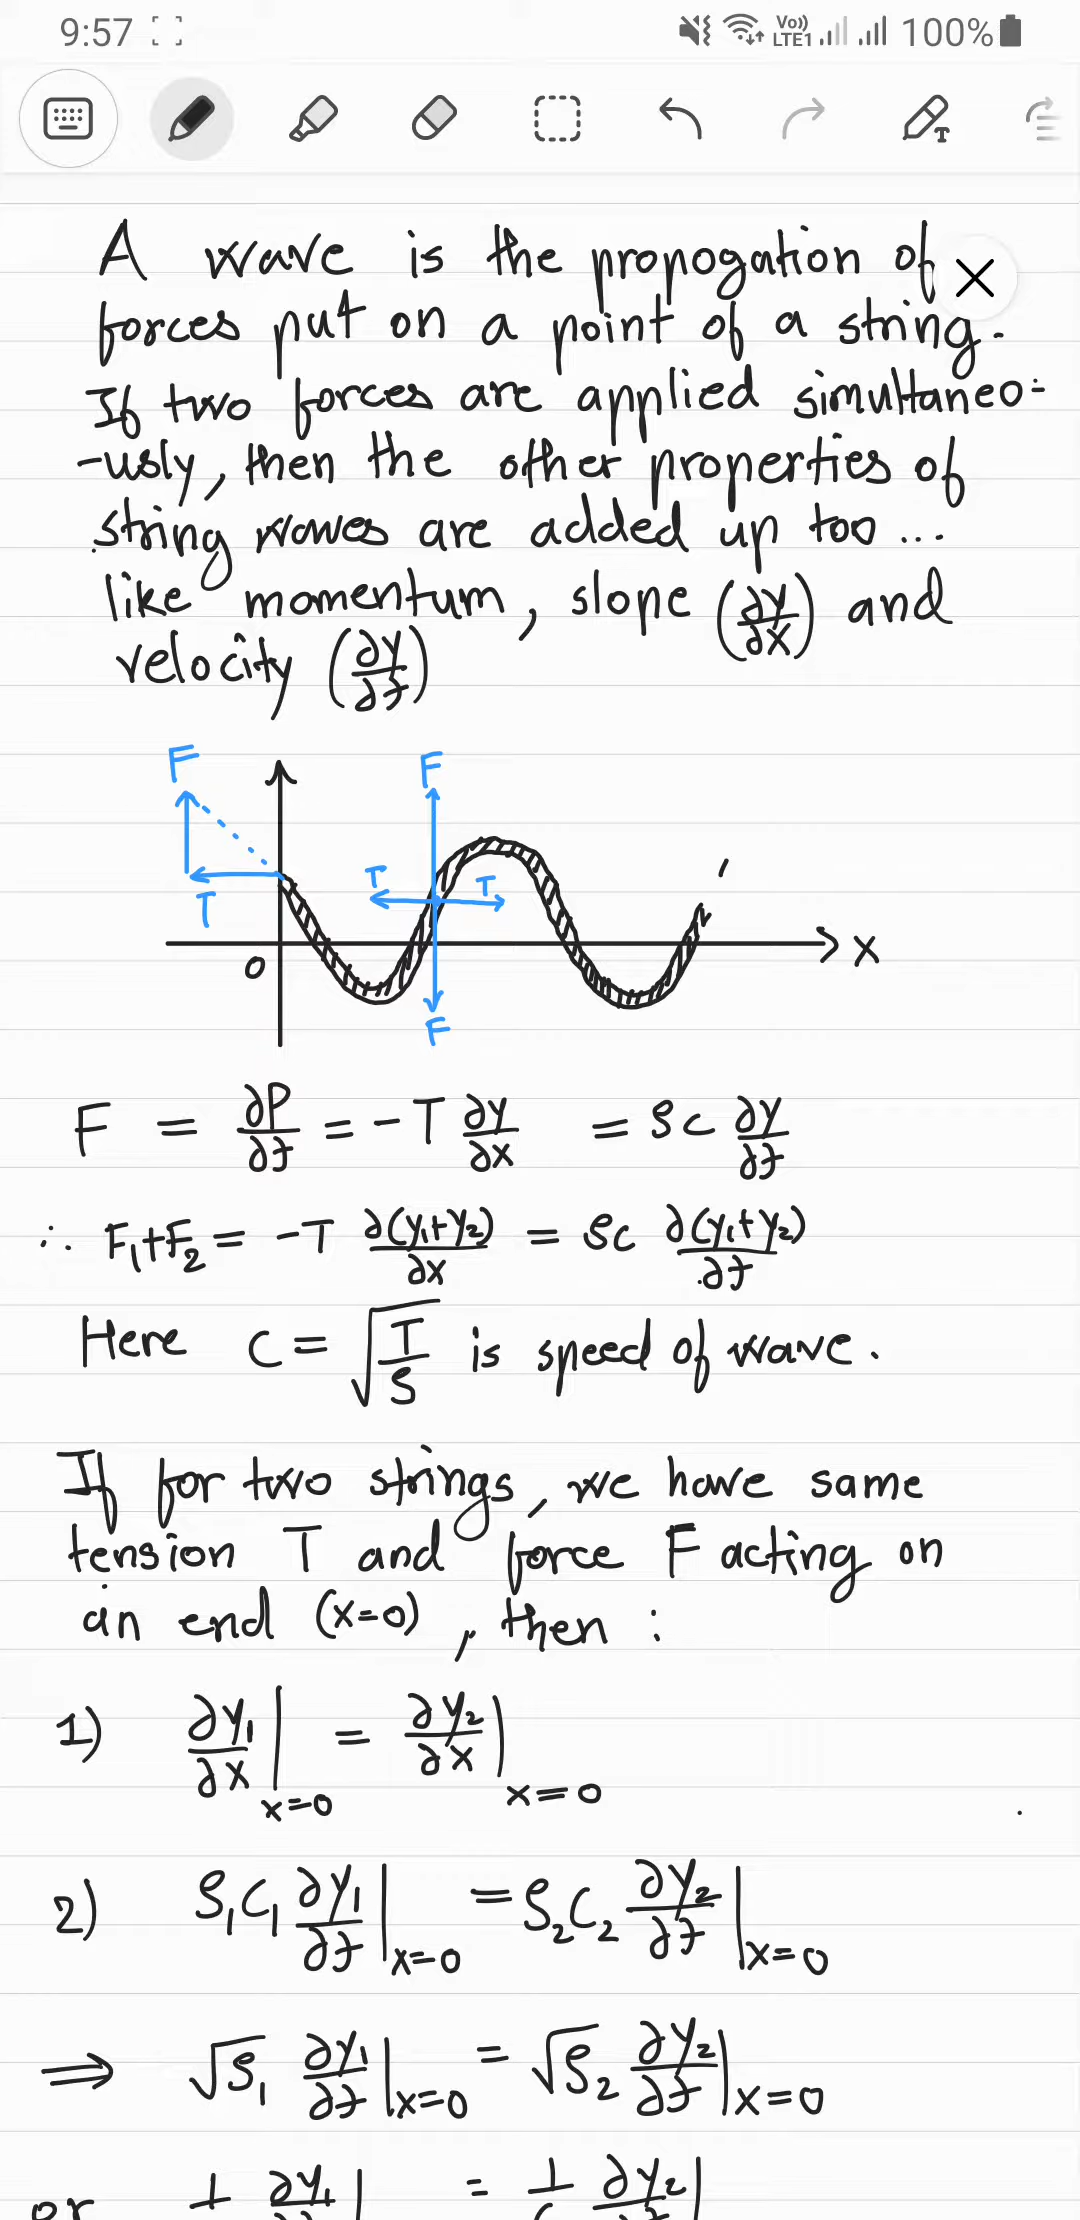 9:57
Vo))
LTE1
100%
T
A wave is the propogation of
forces put on a point of a string.
If two forces are applied simultaneo-
-usly, then the other properties of
string waves are added up too ...
like momentum, slope (∂y/∂x) and
velocity (∂y/∂t)
F
F
T
T
T
O
X
F
F = ∂P/∂t = -T ∂y/∂x = ρc ∂y/∂t
∴ F₁+F₂ = -T ∂(y₁+y₂)/∂x = ρc ∂(y₁+y₂)/∂t
Here c = √(T/ρ) is speed of wave.
If for two strings, we have same
tension T and force F acting on
an end (x=0), then :
1) ∂y₁/∂x |x=0 = ∂y₂/∂x |x=0
2) ρ₁c₁ ∂y₁/∂t |x=0 = ρ₂c₂ ∂y₂/∂t |x=0
⇒ √ρ₁ ∂y₁/∂t |x=0 = √ρ₂ ∂y₂/∂t |x=0
or